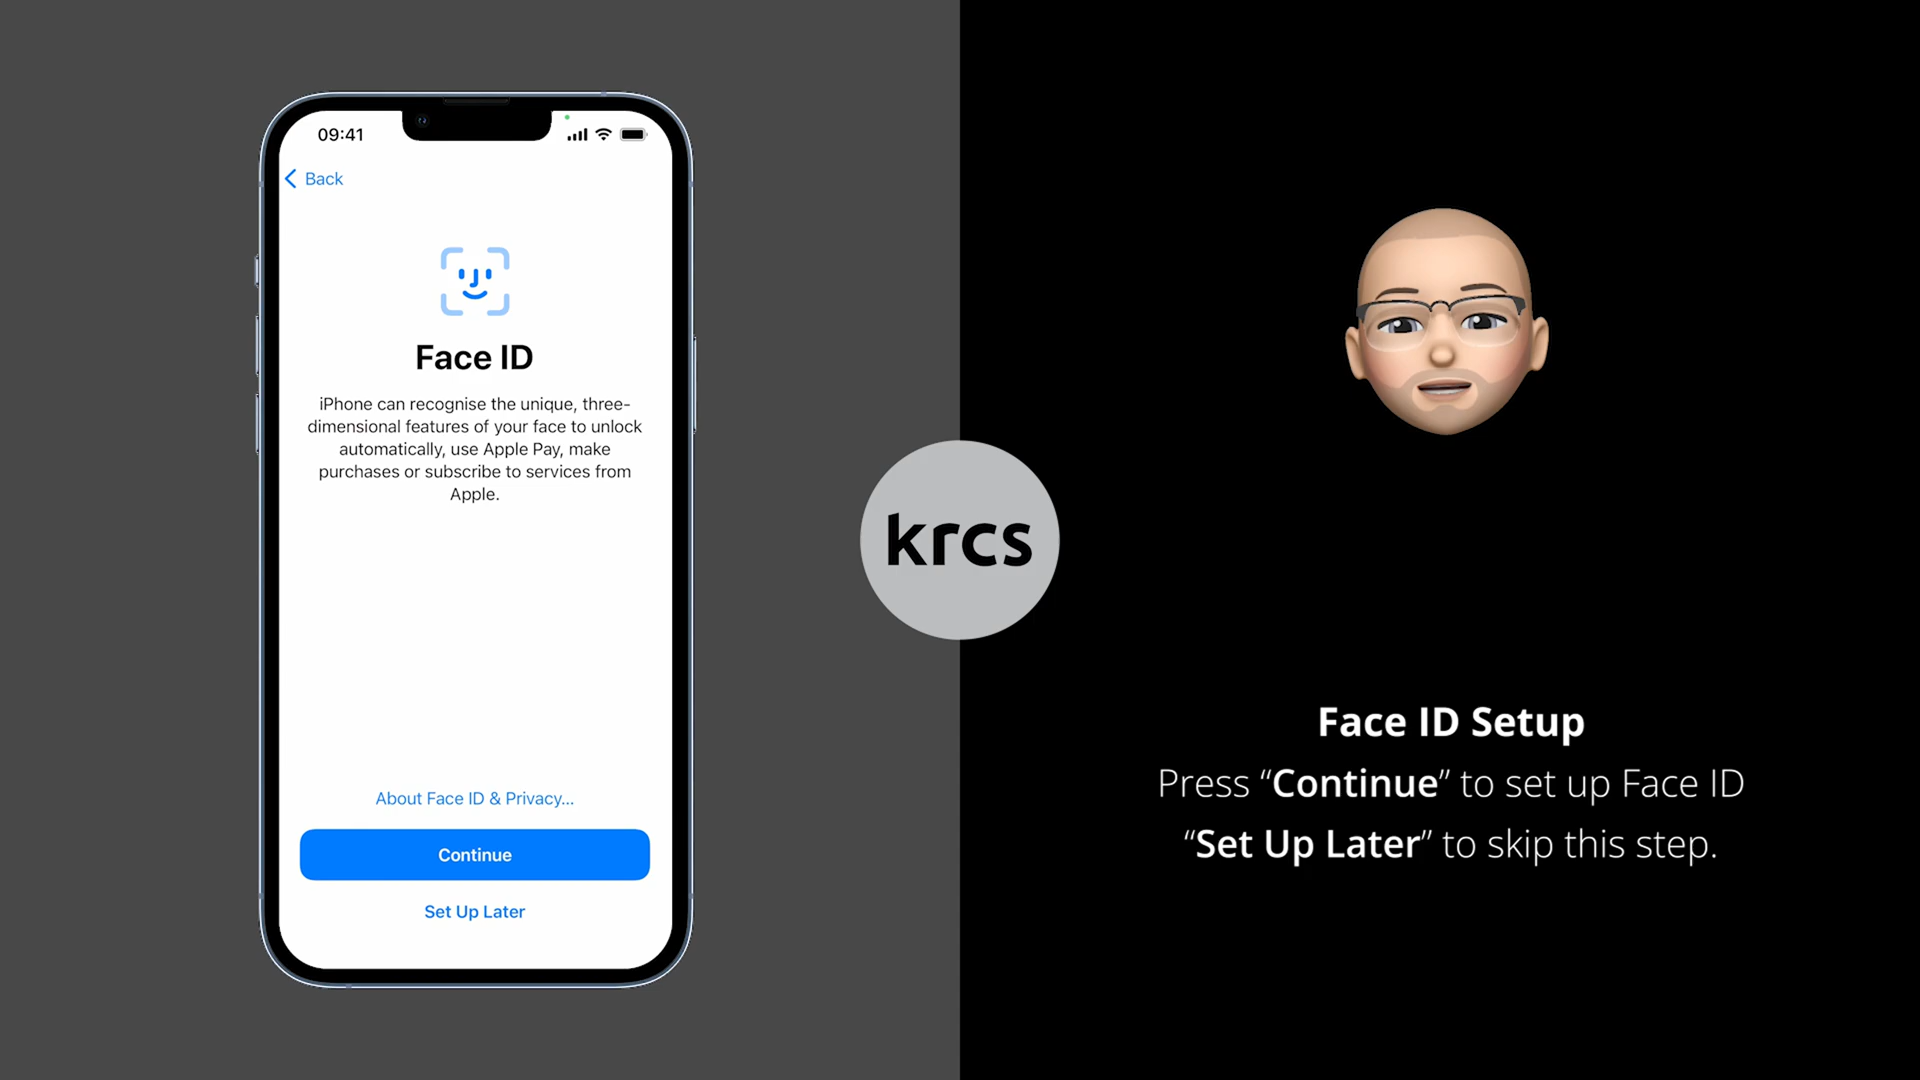 09:41
Back
Face ID
iPhone can recognise the unique, three-
dimensional features of your face to unlock
automatically, use Apple Pay, make
purchases or subscribe to services from
Apple.
About Face ID & Privacy...
Continue
Set Up Later
krcs
Face ID Setup
Press “Continue” to set up Face ID
“Set Up Later” to skip this step.